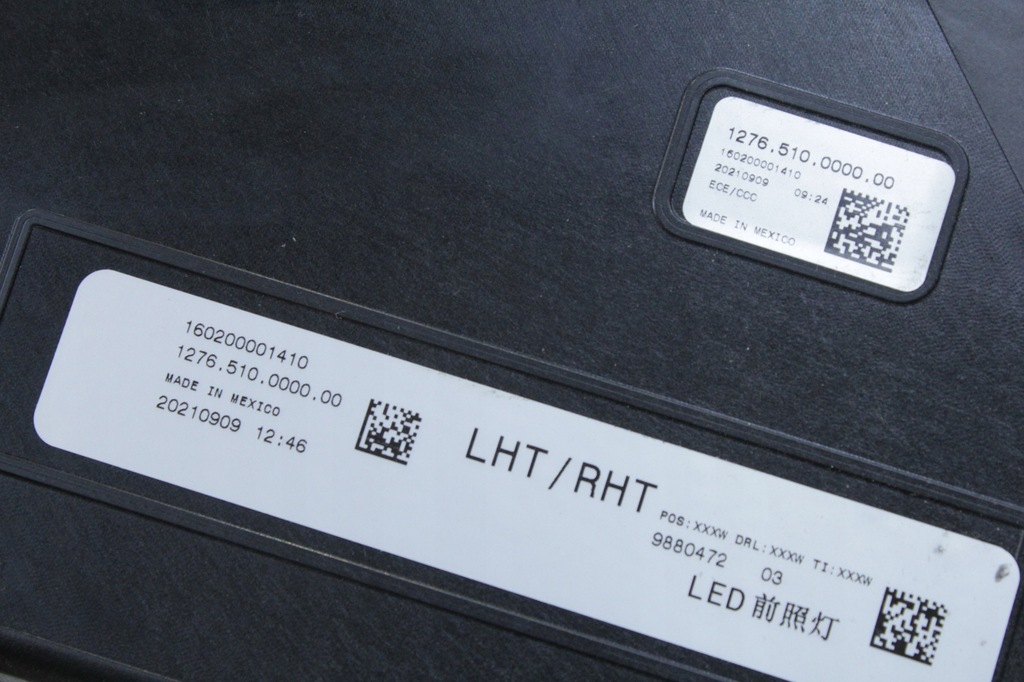 1276.510.0000.00
160200001410
20210909 09:24
ECE/CCC
MADE IN MEXICO
160200001410
1276.510.0000.00
MADE IN MEXICO
20210909 12:46
LHT/RHT
POS:XXXW DRL:XXXW TI:XXXW
9880472 03
LED前照灯